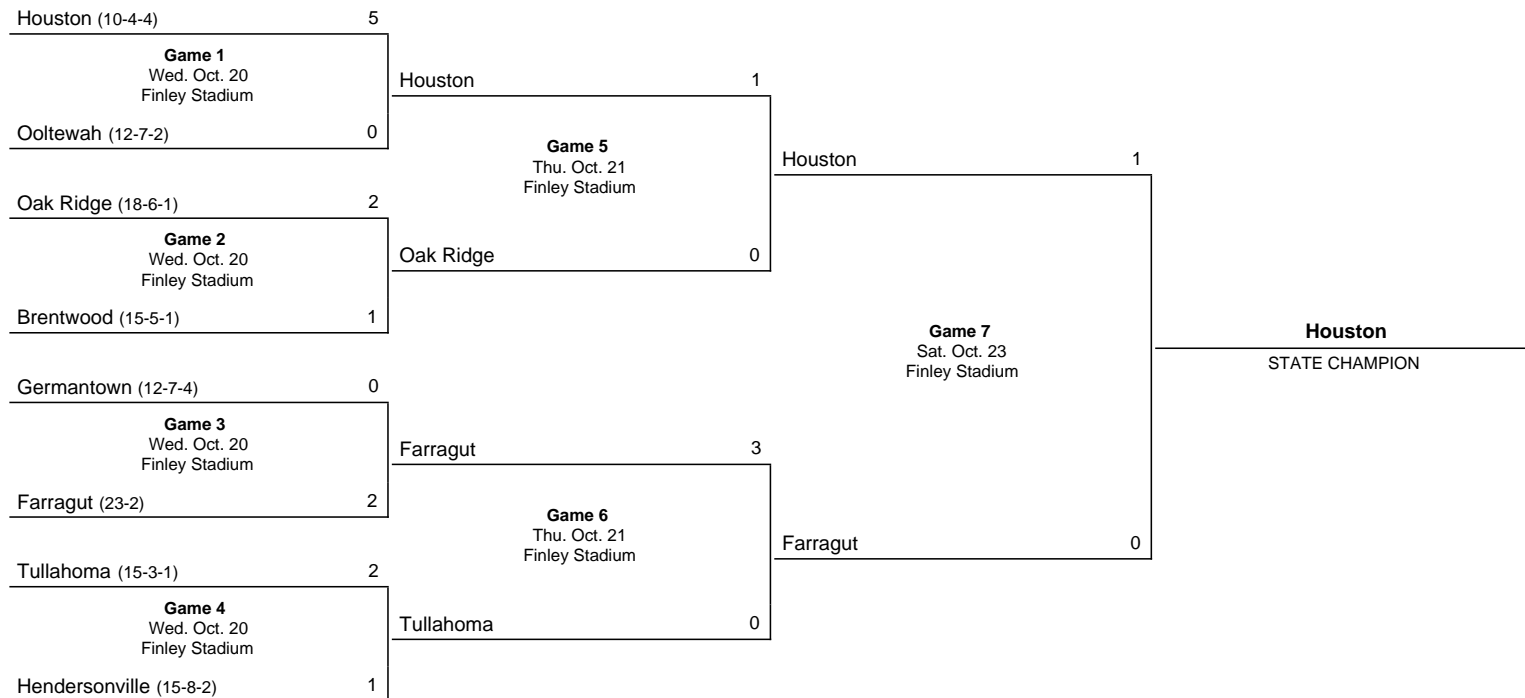 Houston (10-4-4) 5
Game 1
Wed. Oct. 20
Finley Stadium
Ooltewah (12-7-2) 0
Oak Ridge (18-6-1) 2
Game 2
Wed. Oct. 20
Finley Stadium
Brentwood (15-5-1) 1
Germantown (12-7-4) 0
Game 3
Wed. Oct. 20
Finley Stadium
Farragut (23-2) 2
Tullahoma (15-3-1) 2
Game 4
Wed. Oct. 20
Finley Stadium
Hendersonville (15-8-2) 1
Houston 1
Game 5
Thu. Oct. 21
Finley Stadium
Oak Ridge 0
Farragut 3
Game 6
Thu. Oct. 21
Finley Stadium
Tullahoma 0
Houston 1
Game 7
Sat. Oct. 23
Finley Stadium
Farragut 0
Houston
STATE CHAMPION